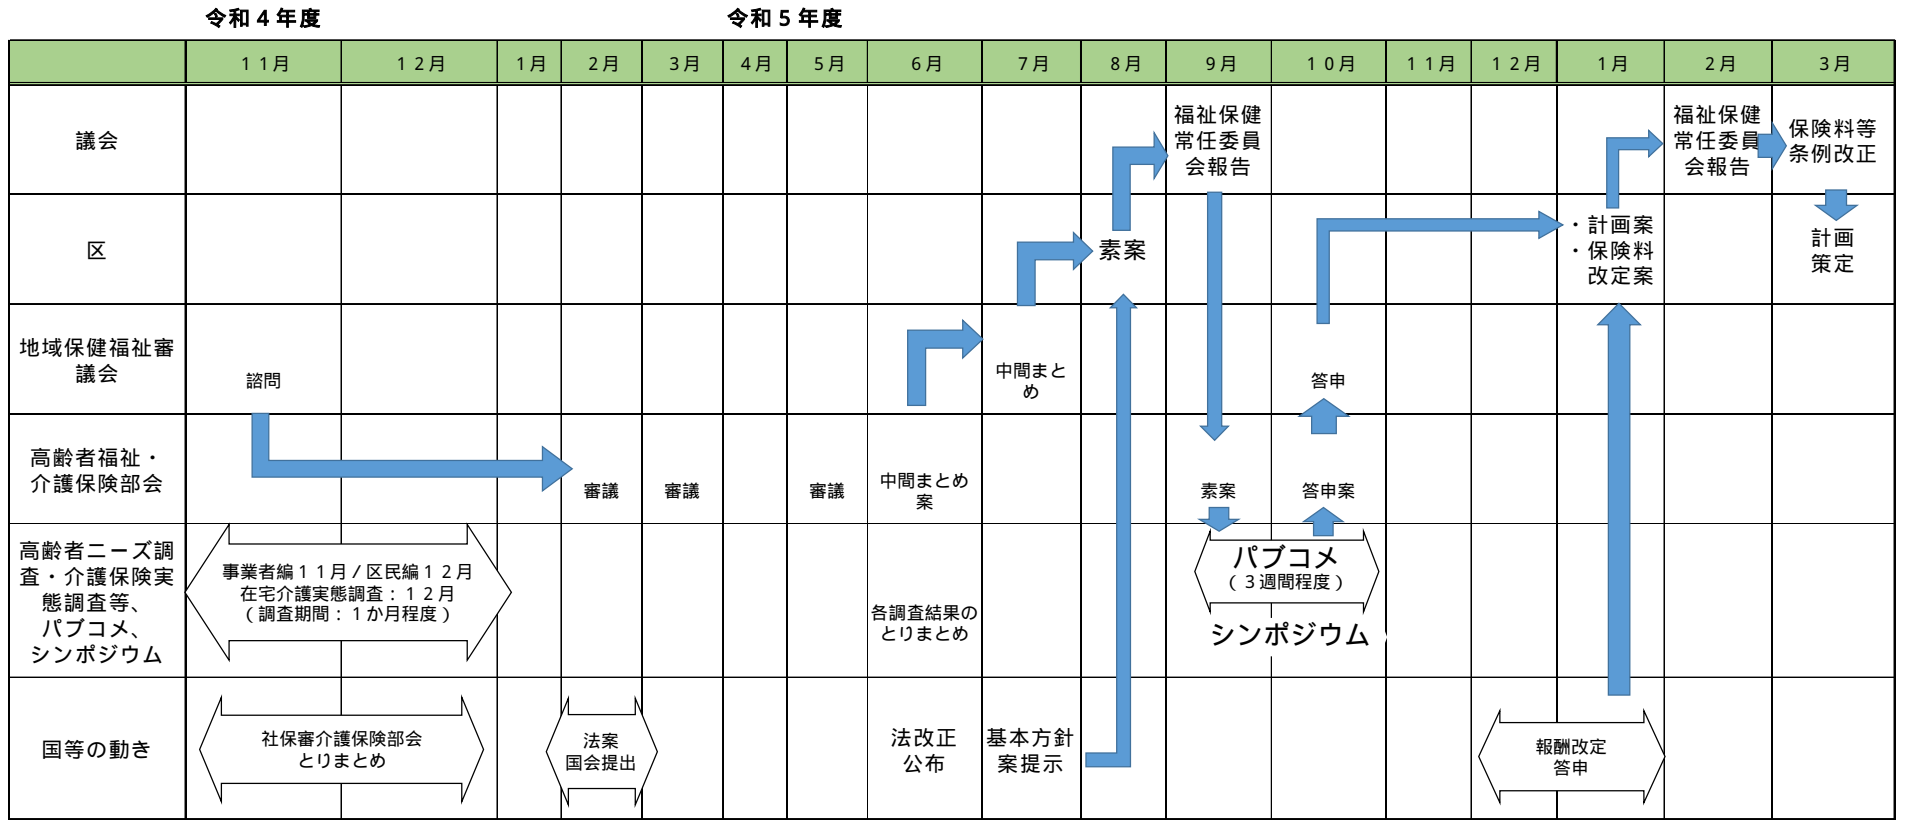 令和４年度
令和５年度
１１月
１２月
１月
２月
３月
４月
５月
６月
７月
８月
９月
１０月
１１月
１２月
１月
２月
３月
議会
福祉保健
常任委員
会報告
福祉保健
常任委員
会報告
保険料等
条例改正
区
素案
・計画案
・保険料
改定案
計画
策定
地域保健福祉審
議会
諮問
中間まと
め
答申
高齢者福祉・
介護保険部会
審議
審議
審議
中間まとめ
案
素案
答申案
高齢者ニーズ調
査・介護保険実
態調査等、
パブコメ、
シンポジウム
事業者編１１月／区民編１２月
在宅介護実態調査：１２月
（調査期間：１か月程度）
各調査結果の
とりまとめ
パブコメ
（３週間程度）
シンポジウム
国等の動き
社保審介護保険部会
とりまとめ
法案
国会提出
法改正
公布
基本方針
案提示
報酬改定
答申